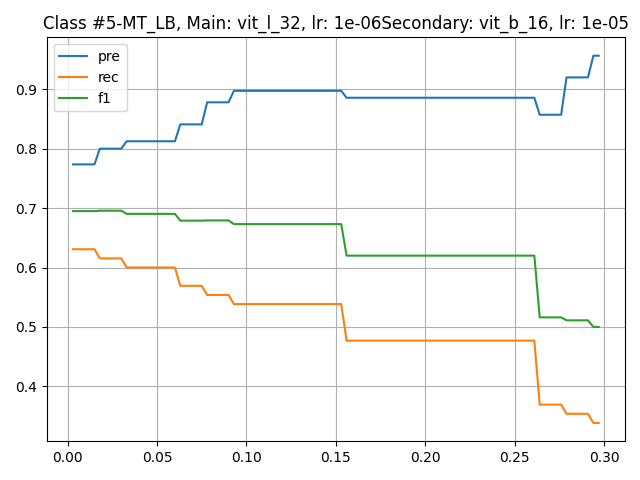 Class #5-MT_LB, Main: vit_l_32, lr: 1e-06Secondary: vit_b_16, lr: 1e-05
pre
rec
f1
0.9
0.8
0.7
0.6
0.5
0.4
0.00 0.05 0.10 0.15 0.20 0.25 0.30